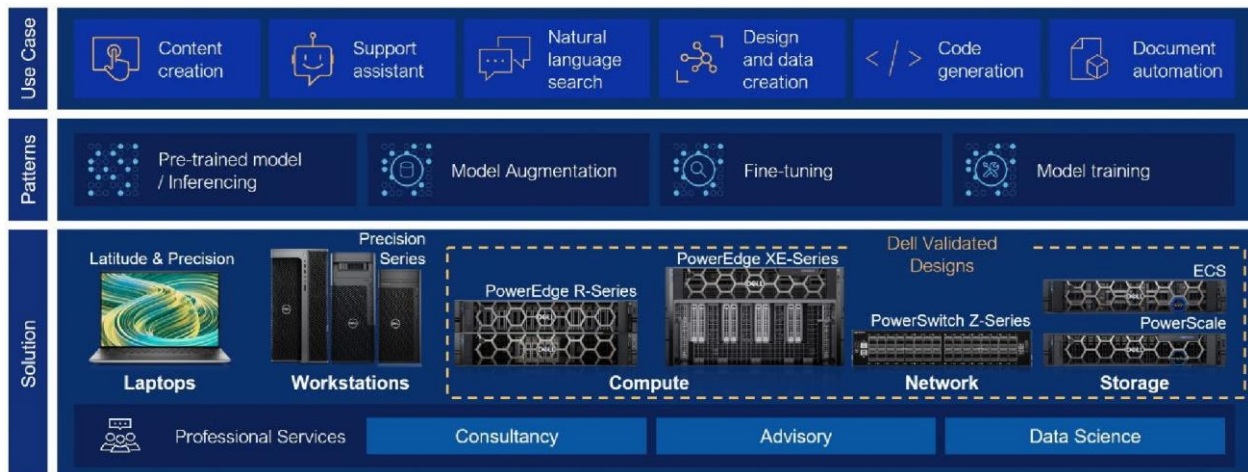 Use Case
Content
creation
Support
assistant
Natural
language
search
Design
and data
creation
Code
generation
Document
automation
Patterns
Pre-trained model
/ Inferencing
Model Augmentation
Fine-tuning
Model training
Solution
Latitude & Precision
Laptops
Precision
Series
Workstations
Dell Validated
Designs
PowerEdge R-Series
PowerEdge XE-Series
Compute
PowerSwitch Z-Series
Network
ECS
PowerScale
Storage
Professional Services
Consultancy
Advisory
Data Science